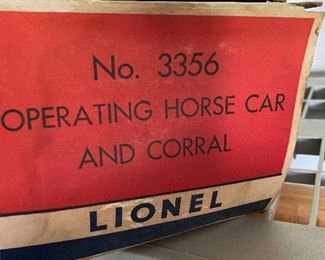 No. 3356
OPERATING HORSE CAR
AND CORRAL
LIONEL